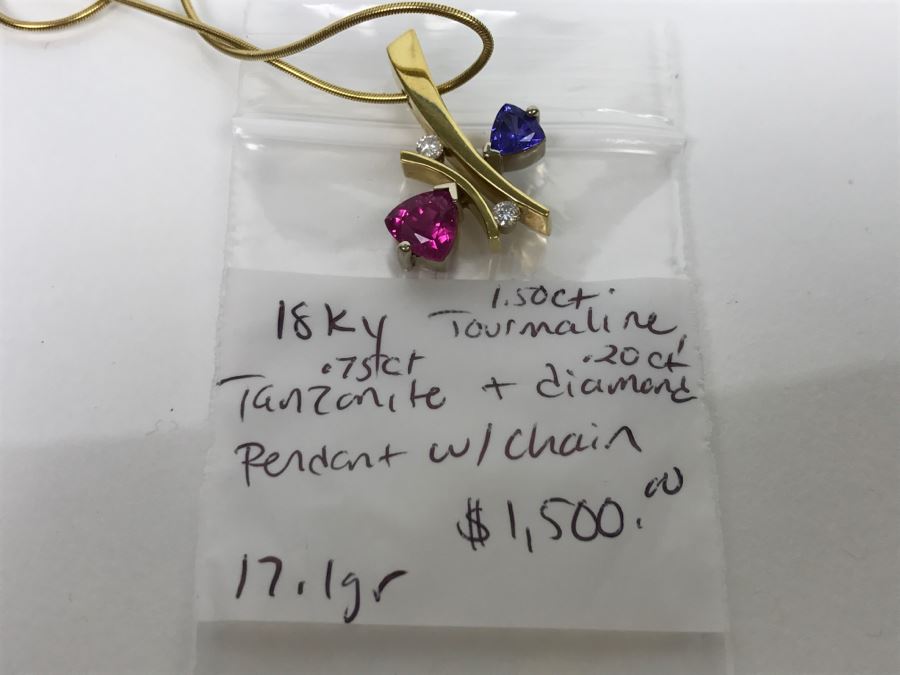 18ky 1.50ct. Tourmaline,
.75ct .20ct
Tanzonite + diamond
Pendant w/chain
$1,500.00
17.1gr